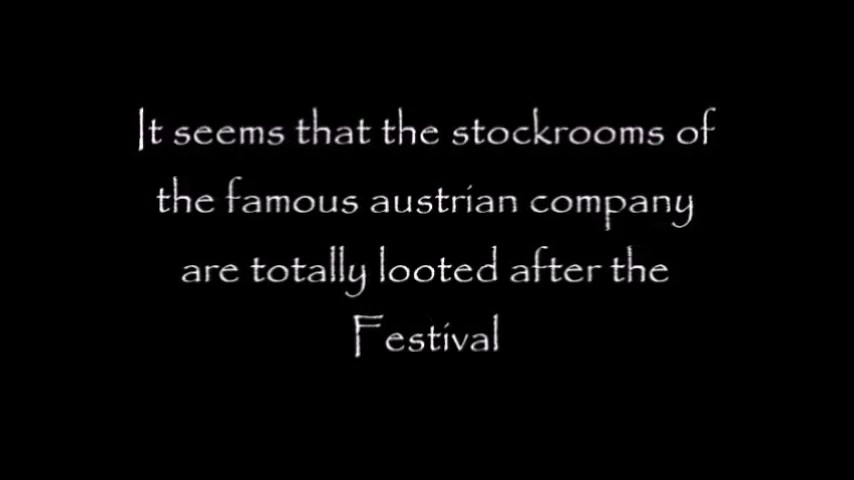 It seems that the stockrooms of
the famous austrian company
are totally looted after the
Festival